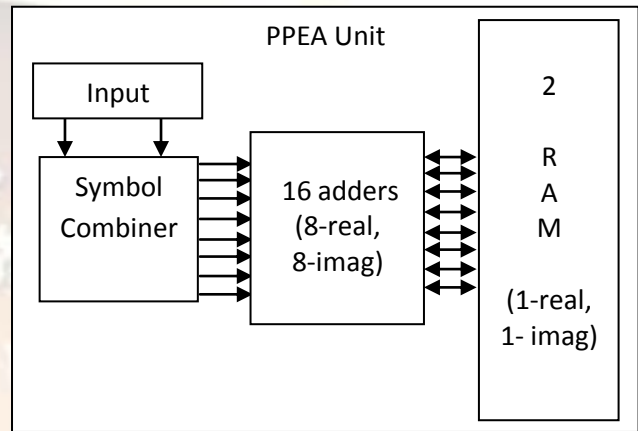 PPEA Unit
Input
Symbol
Combiner
16 adders
(8-real,
8-imag)
2
R
A
M
(1-real,
1- imag)